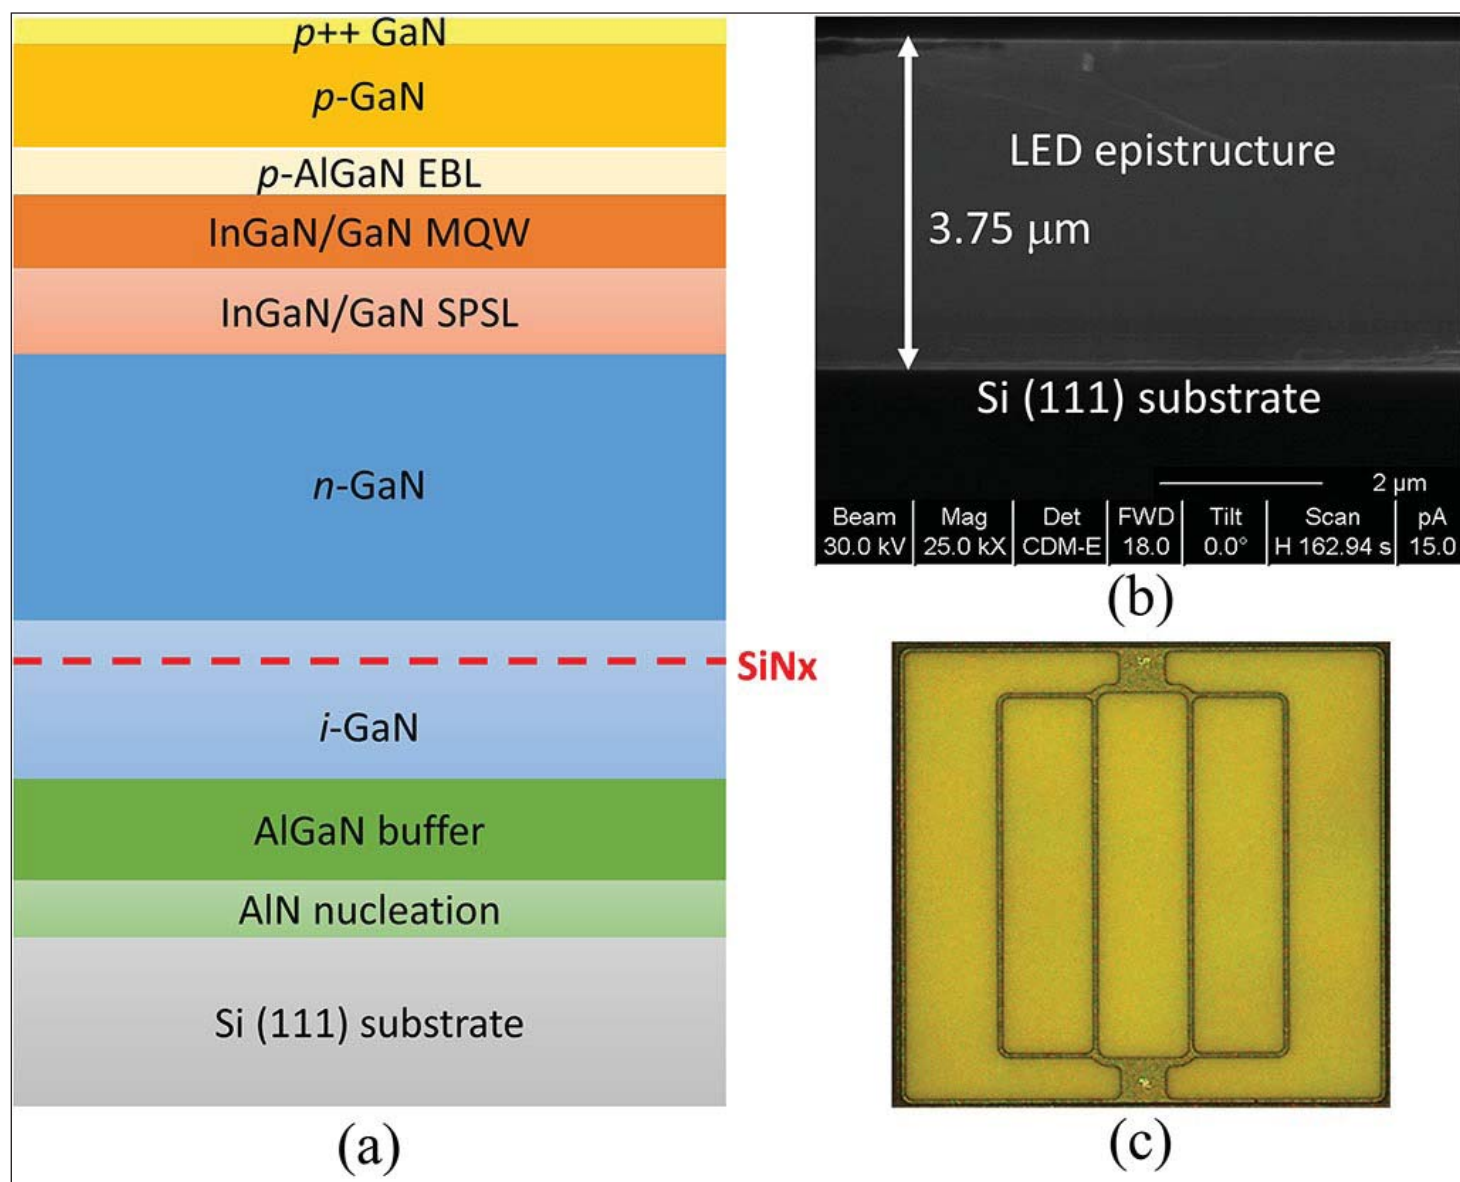 p++ GaN
p-GaN
p-AlGaN EBL
InGaN/GaN MQW
InGaN/GaN SPSL
n-GaN
SiNx
i-GaN
AlGaN buffer
AlN nucleation
Si (111) substrate
(a)
LED epistructure
3.75 μm
Si (111) substrate
2 μm
Beam Mag Det FWD Tilt Scan pA
30.0 kV 25.0 kX CDM-E 18.0 0.0° H 162.94 s 15.0
(b)
(c)